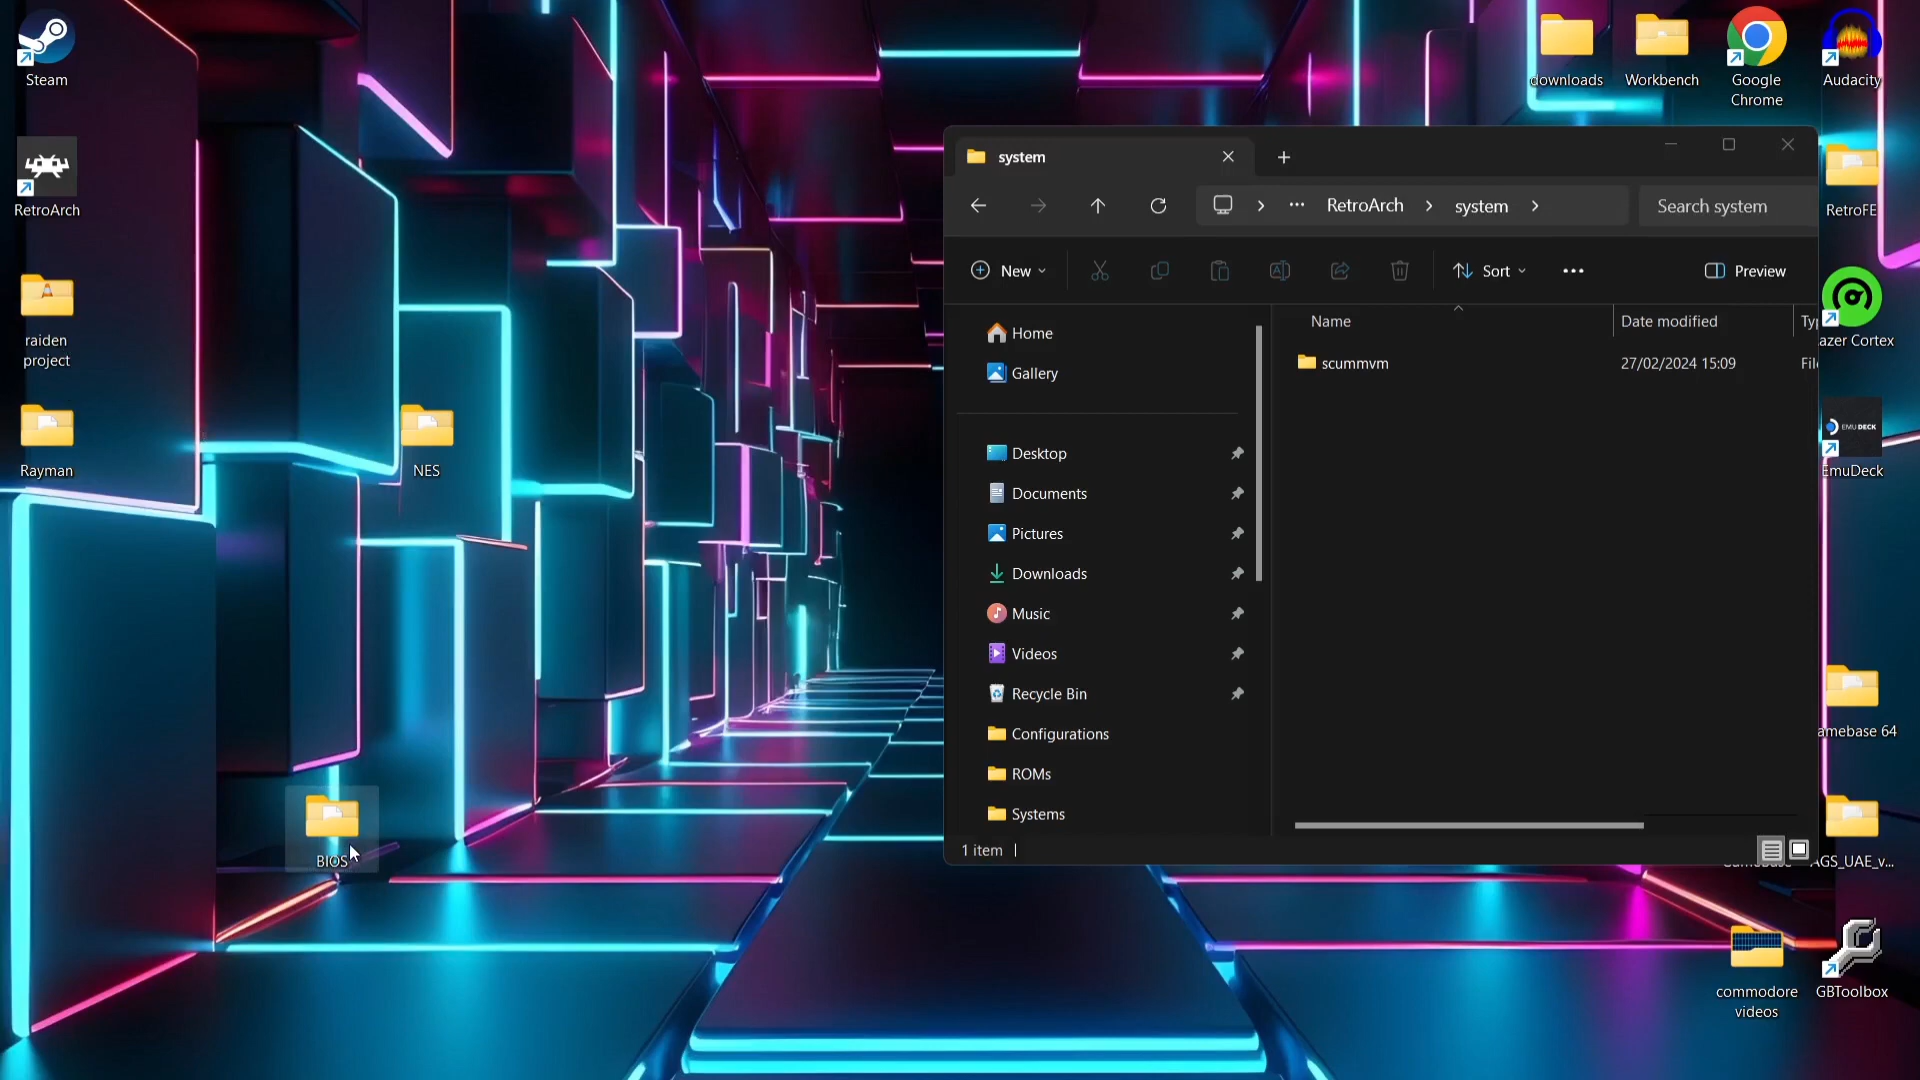 Steam
RetroArch
raiden
project
Rayman
NES
BIOS
downloads
Workbench
Google
Chrome
Audacity
system
RetroArch
system
Search system
New
Sort
Preview
Name
Date modified
Home
Gallery
scummvm
27/02/2024 15:09
Desktop
Documents
Pictures
Downloads
Music
Videos
Recycle Bin
Configurations
ROMs
Systems
1 item
RetroFE
azer Cortex
EMUDECK
EmuDeck
amebase 64
AGS_UAE_v...
commodore
videos
GBToolbox